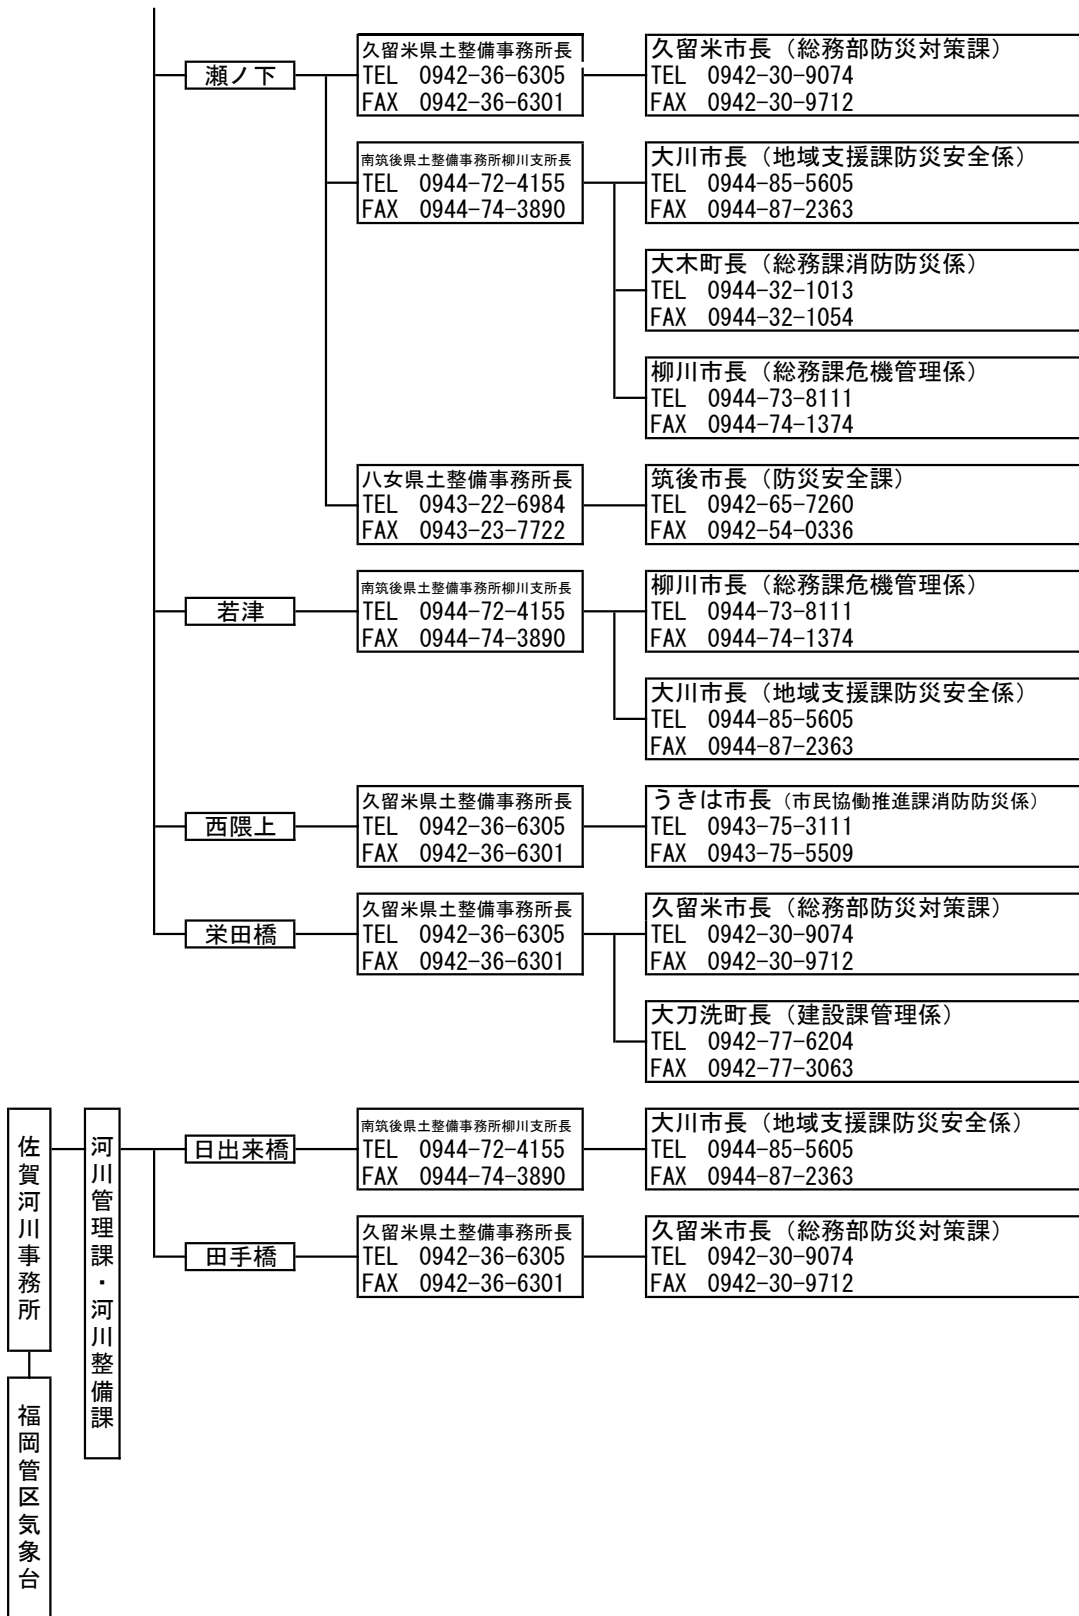 瀬ノ下
久留米県土整備事務所長
TEL 0942-36-6305
FAX 0942-36-6301
久留米市長（総務部防災対策課）
TEL 0942-30-9074
FAX 0942-30-9712
南筑後県土整備事務所柳川支所長
TEL 0944-72-4155
FAX 0944-74-3890
大川市長（地域支援課防災安全係）
TEL 0944-85-5605
FAX 0944-87-2363
大木町長（総務課消防防災係）
TEL 0944-32-1013
FAX 0944-32-1054
柳川市長（総務課危機管理係）
TEL 0944-73-8111
FAX 0944-74-1374
八女県土整備事務所長
TEL 0943-22-6984
FAX 0943-23-7722
筑後市長（防災安全課）
TEL 0942-65-7260
FAX 0942-54-0336
若津
南筑後県土整備事務所柳川支所長
TEL 0944-72-4155
FAX 0944-74-3890
柳川市長（総務課危機管理係）
TEL 0944-73-8111
FAX 0944-74-1374
大川市長（地域支援課防災安全係）
TEL 0944-85-5605
FAX 0944-87-2363
西隈上
久留米県土整備事務所長
TEL 0942-36-6305
FAX 0942-36-6301
うきは市長（市民協働推進課消防防災係）
TEL 0943-75-3111
FAX 0943-75-5509
栄田橋
久留米県土整備事務所長
TEL 0942-36-6305
FAX 0942-36-6301
久留米市長（総務部防災対策課）
TEL 0942-30-9074
FAX 0942-30-9712
大刀洗町長（建設課管理係）
TEL 0942-77-6204
FAX 0942-77-3063
佐賀河川事務所
河川管理課・河川整備課
日出来橋
南筑後県土整備事務所柳川支所長
TEL 0944-72-4155
FAX 0944-74-3890
大川市長（地域支援課防災安全係）
TEL 0944-85-5605
FAX 0944-87-2363
田手橋
久留米県土整備事務所長
TEL 0942-36-6305
FAX 0942-36-6301
久留米市長（総務部防災対策課）
TEL 0942-30-9074
FAX 0942-30-9712
福岡管区気象台